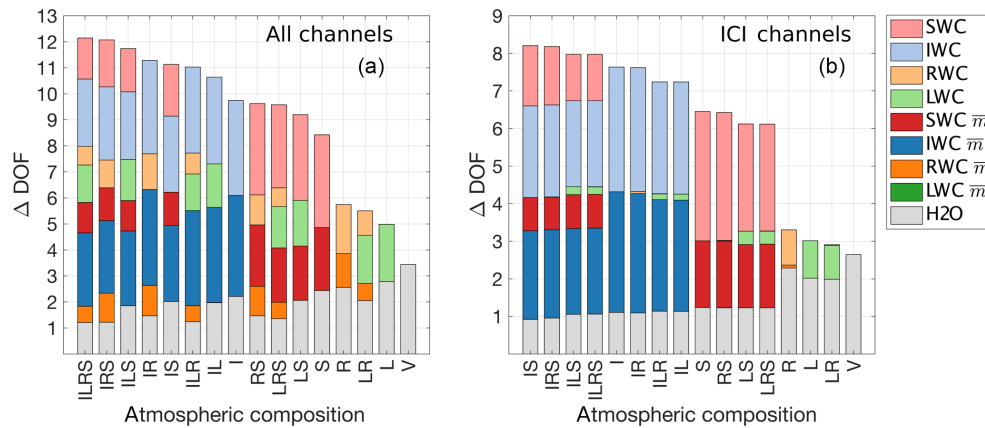 All channels
(a)
13
12
11
10
9
8
7
6
5
4
3
2
1
Δ DOF
ILRS IRS ILS IR IS ILR IL I RS LRS LS S R LR L V
Atmospheric composition
ICI channels
(b)
9
8
7
6
5
4
3
2
1
Δ DOF
IS IRS ILS ILRS I IR ILR IL S RS LS LRS R L LR V
Atmospheric composition
SWC
IWC
RWC
LWC
SWC m̅
IWC m̅
RWC m̅
LWC m̅
H2O